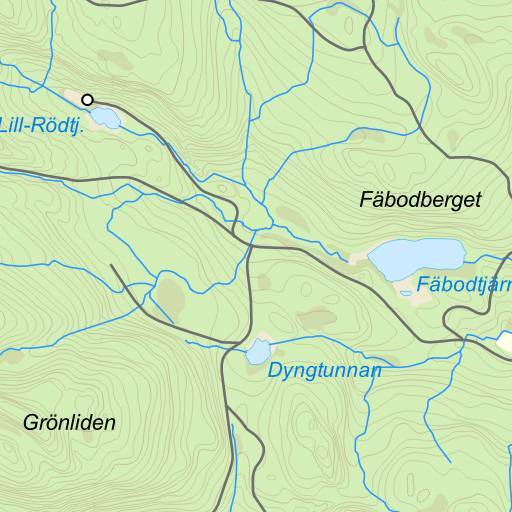 Lill-Rödtj.
Fäbodberget
Fäbodtjärn
Dyngtunnan
Grönliden